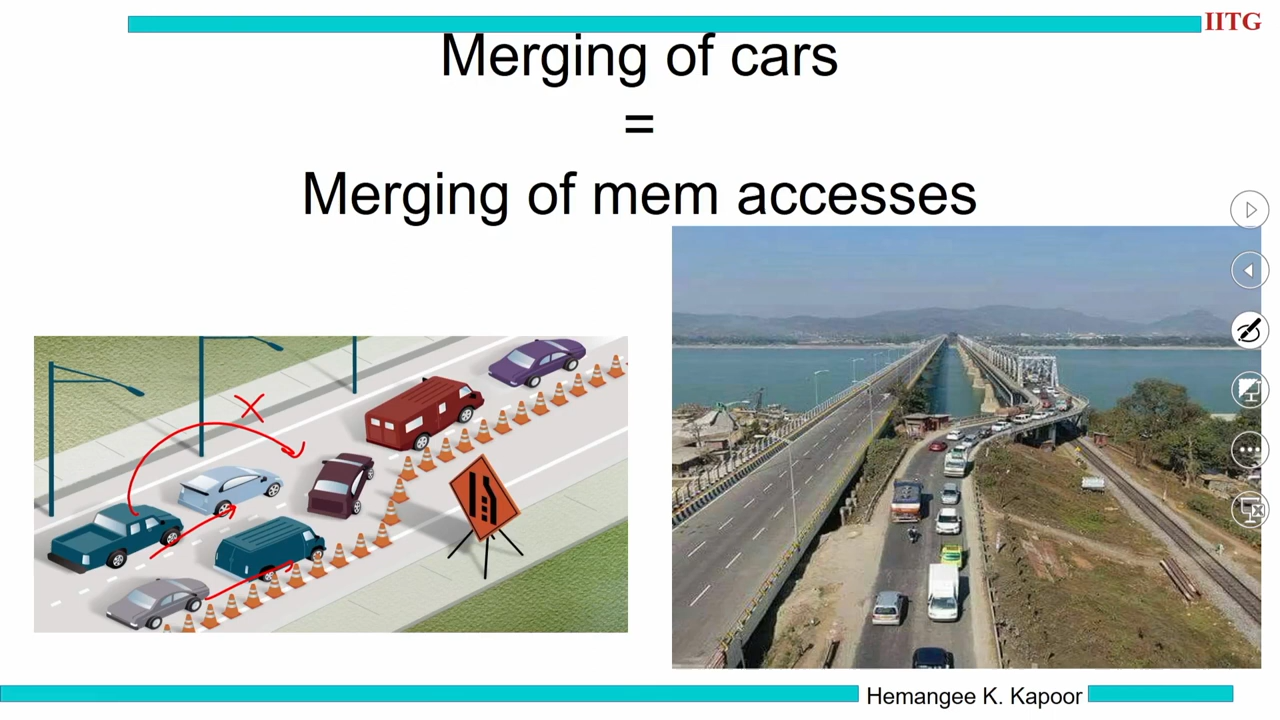 IITG
Merging of cars
=
Merging of mem accesses
Hemangee K. Kapoor